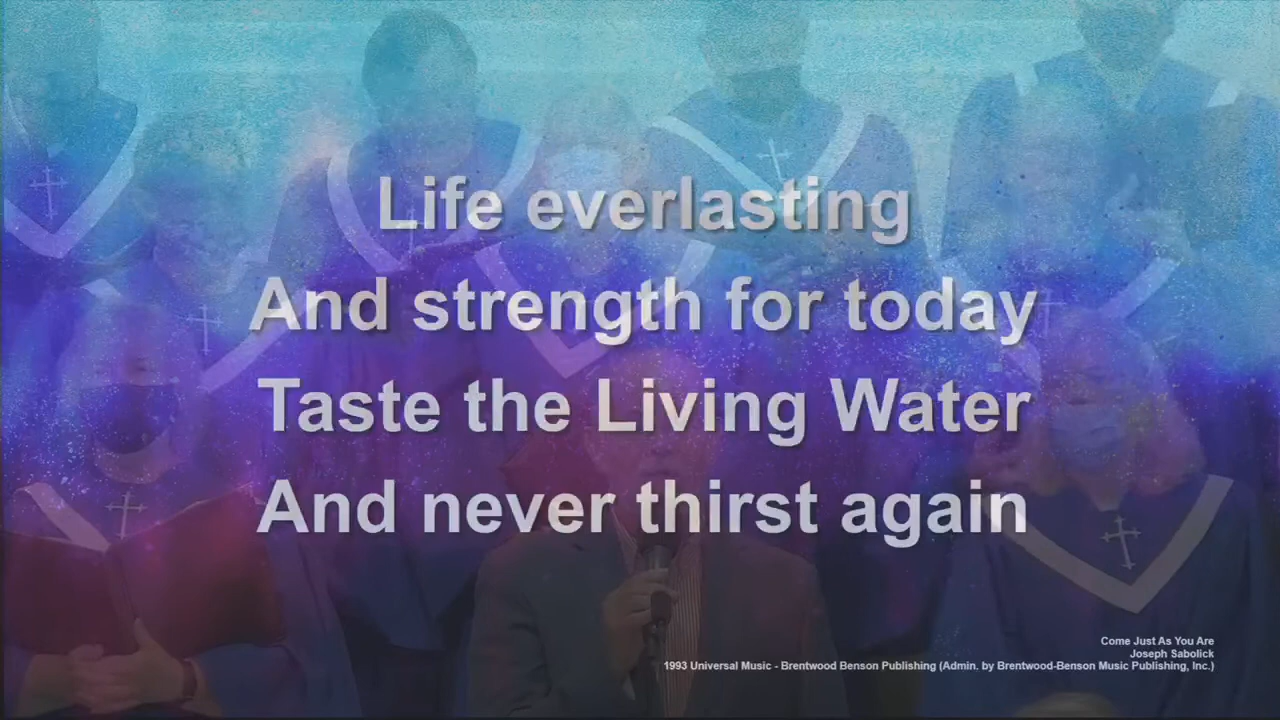 Life everlasting
And strength for today
Taste the Living Water
And never thirst again
Come Just As You Are
Joseph Sabolick
1993 Universal Music - Brentwood Benson Publishing (Admin. by Brentwood-Benson Music Publishing, Inc.)